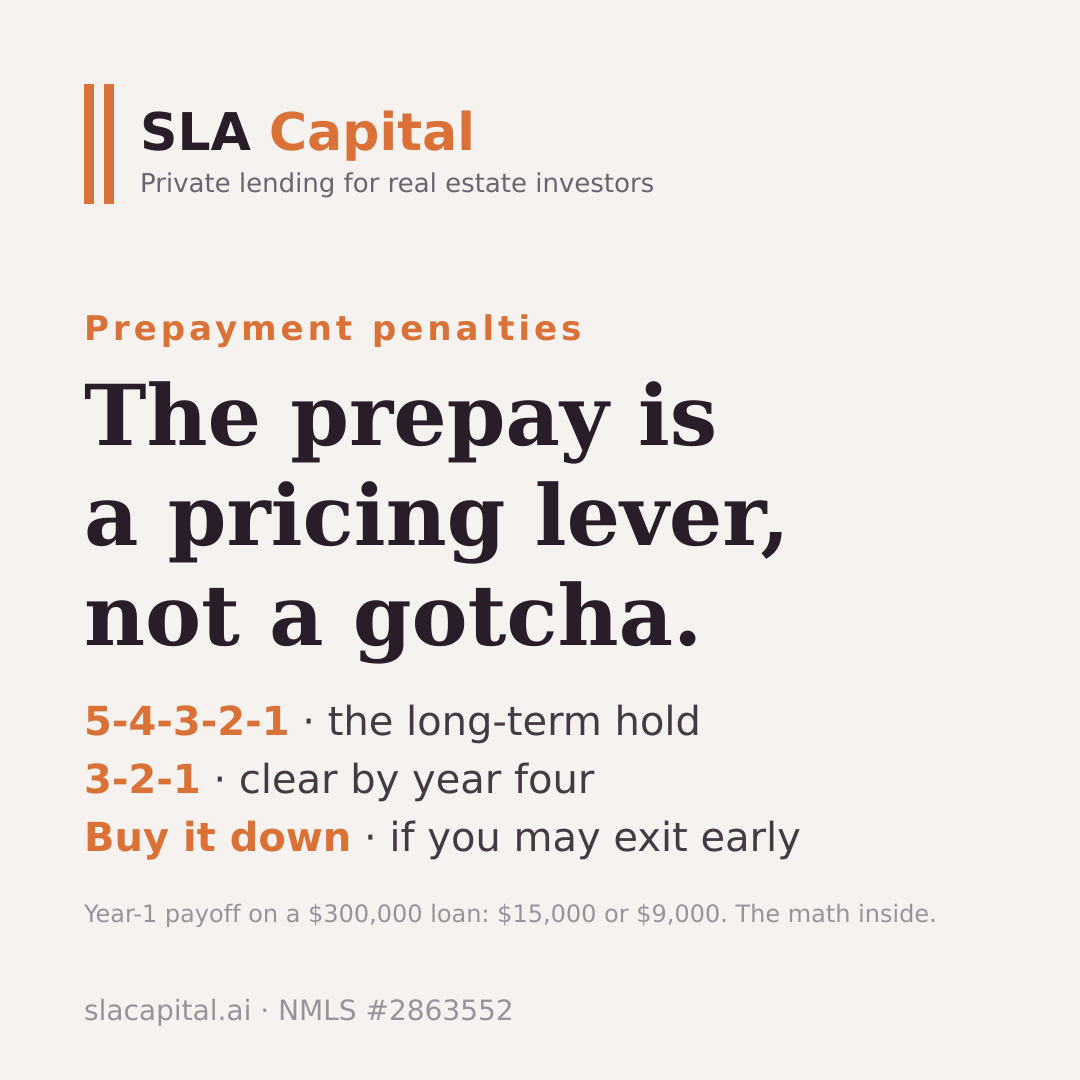 SLA Capital
Private lending for real estate investors
Prepayment penalties
The prepay is
a pricing lever,
not a gotcha.
5-4-3-2-1 · the long-term hold
3-2-1 · clear by year four
Buy it down · if you may exit early
Year-1 payoff on a $300,000 loan: $15,000 or $9,000. The math inside.
slacapital.ai · NMLS #2863552